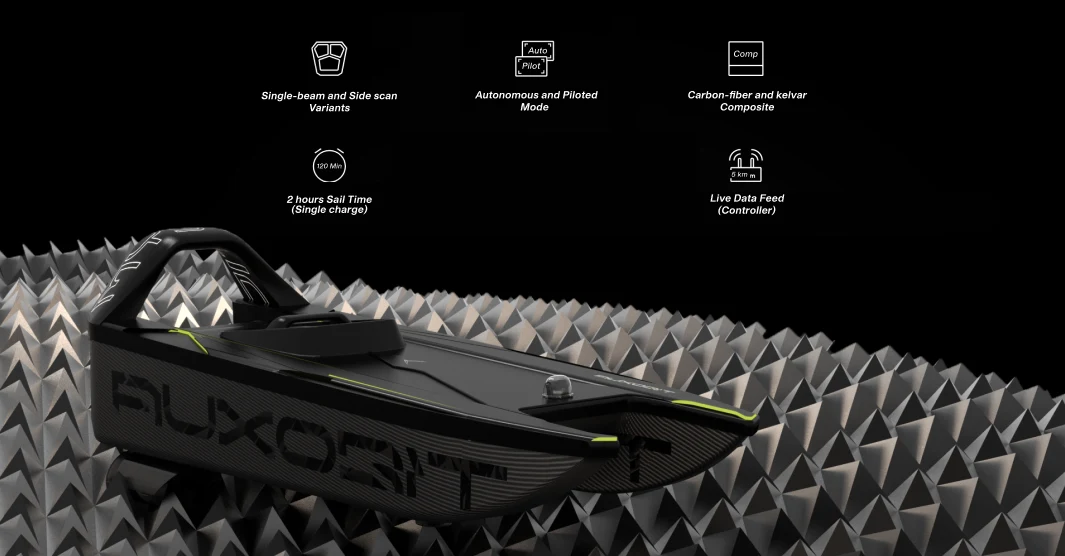 Auto
Pilot
Comp
Single-beam and Side scan
Variants
Autonomous and Piloted
Mode
Carbon-fiber and kelvar
Composite
120 Min
5 km m
2 hours Sail Time
(Single charge)
Live Data Feed
(Controller)